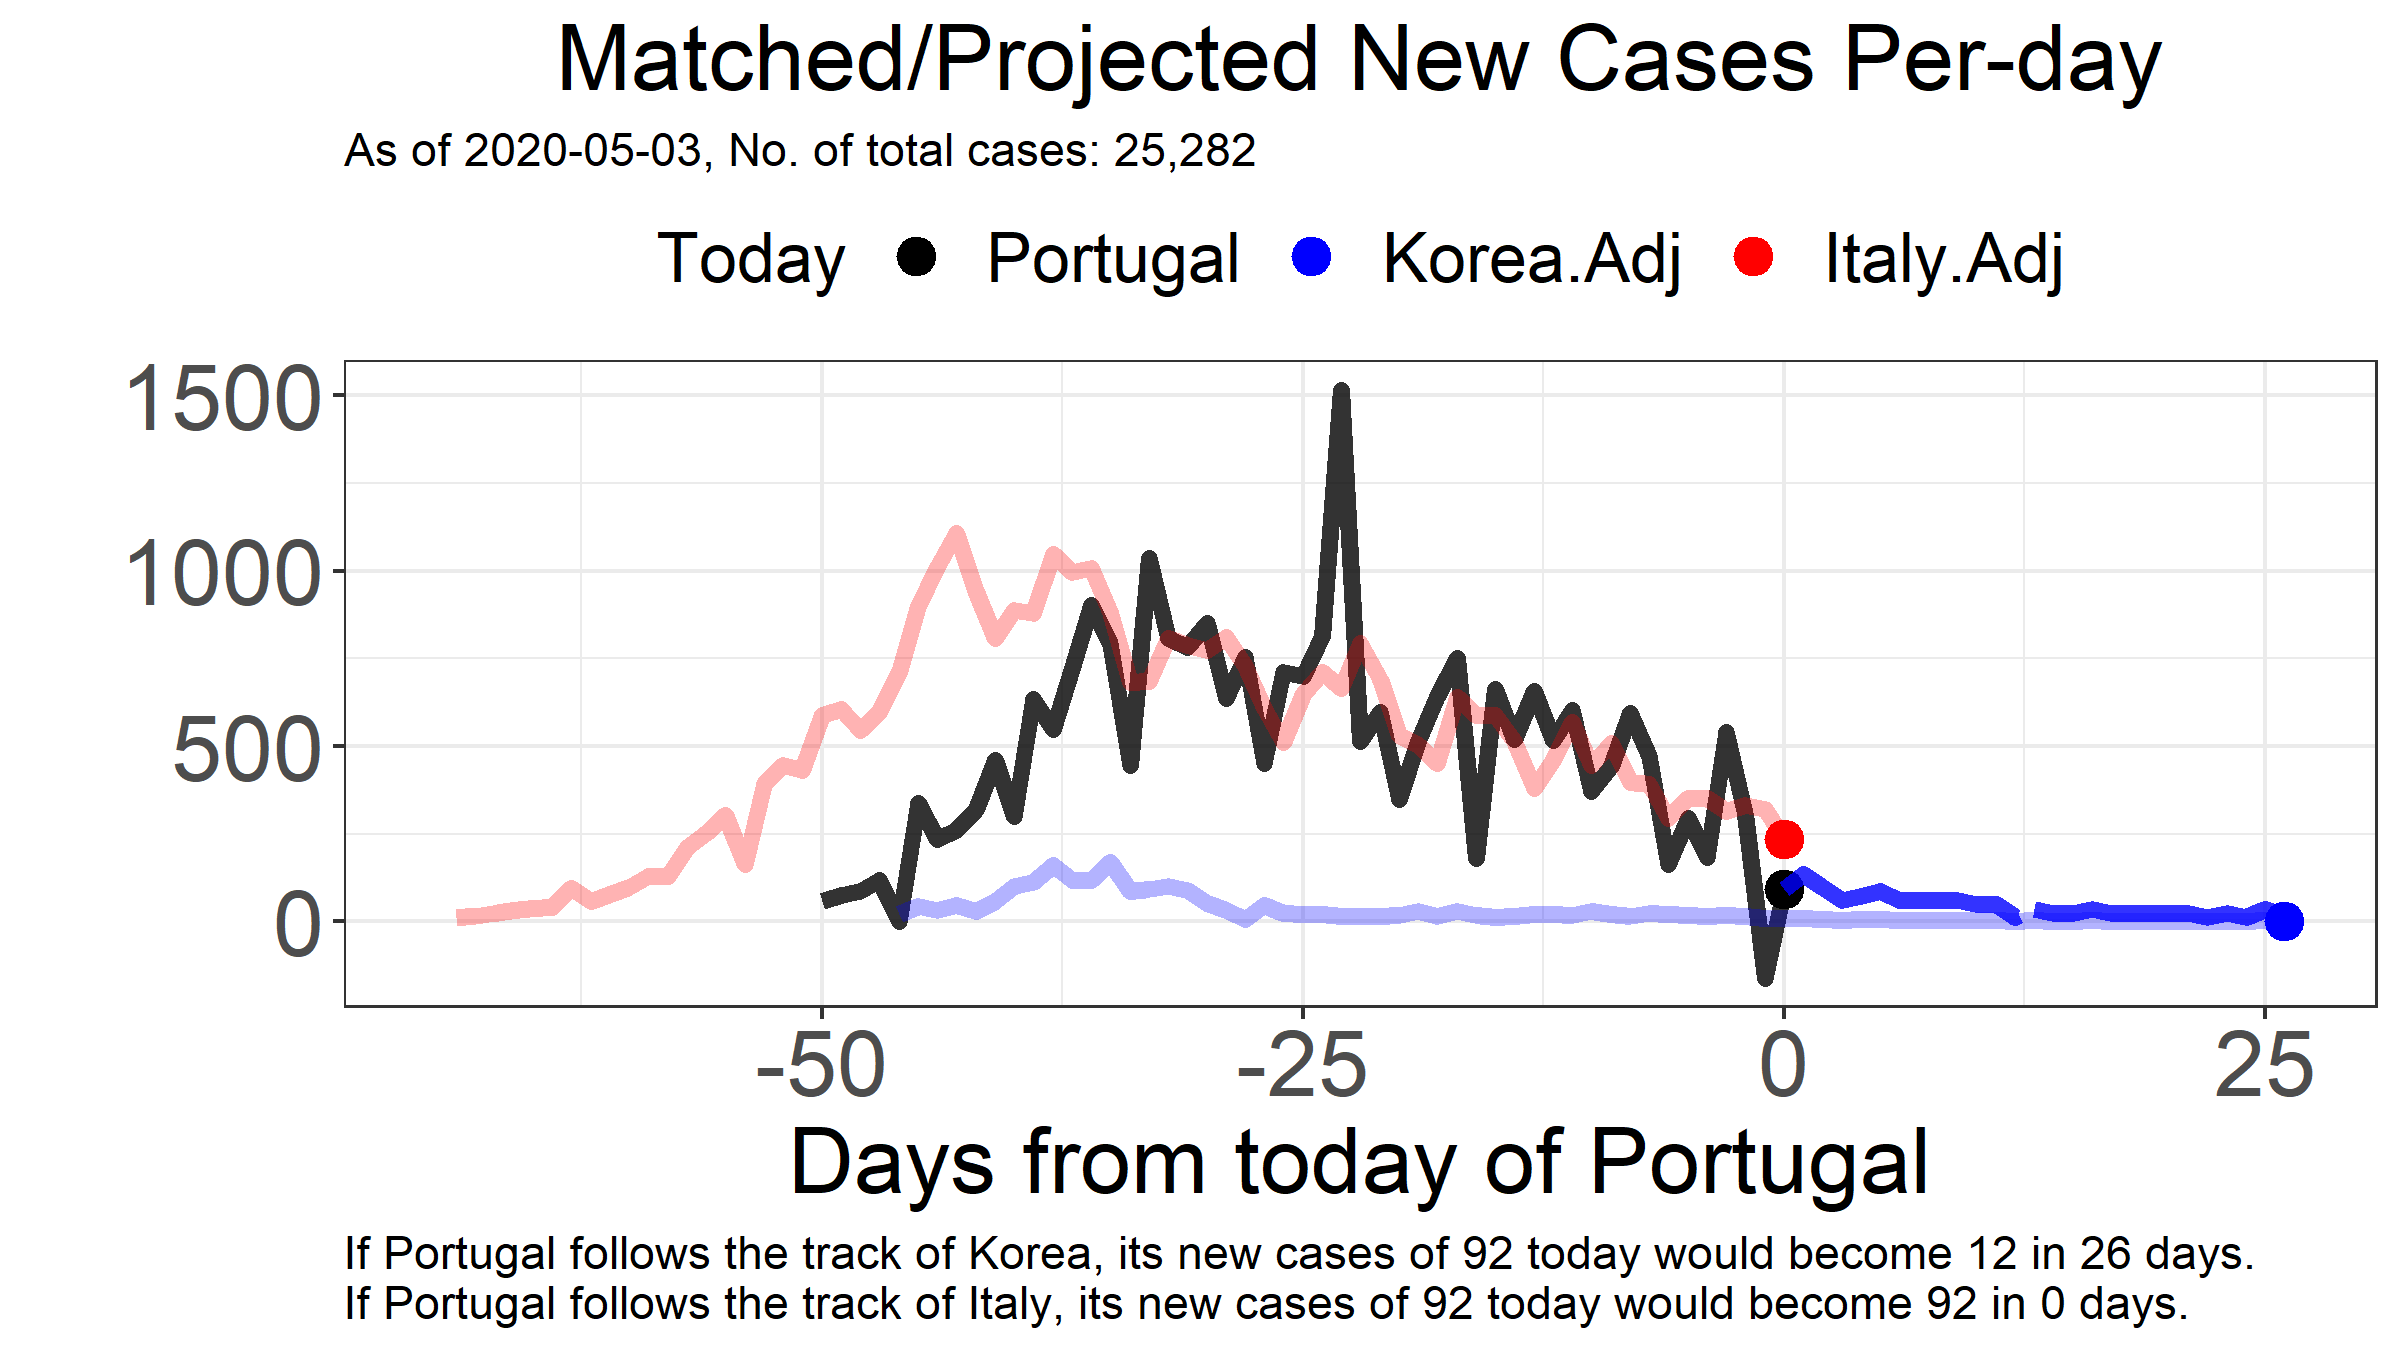 Matched/Projected New Cases Per-day
As of 2020-05-03, No. of total cases: 25,282
Today Portugal Korea.Adj Italy.Adj
1500
1000
500
0
-50 -25 0 25
Days from today of Portugal
If Portugal follows the track of Korea, its new cases of 92 today would become 12 in 26 days.
If Portugal follows the track of Italy, its new cases of 92 today would become 92 in 0 days.